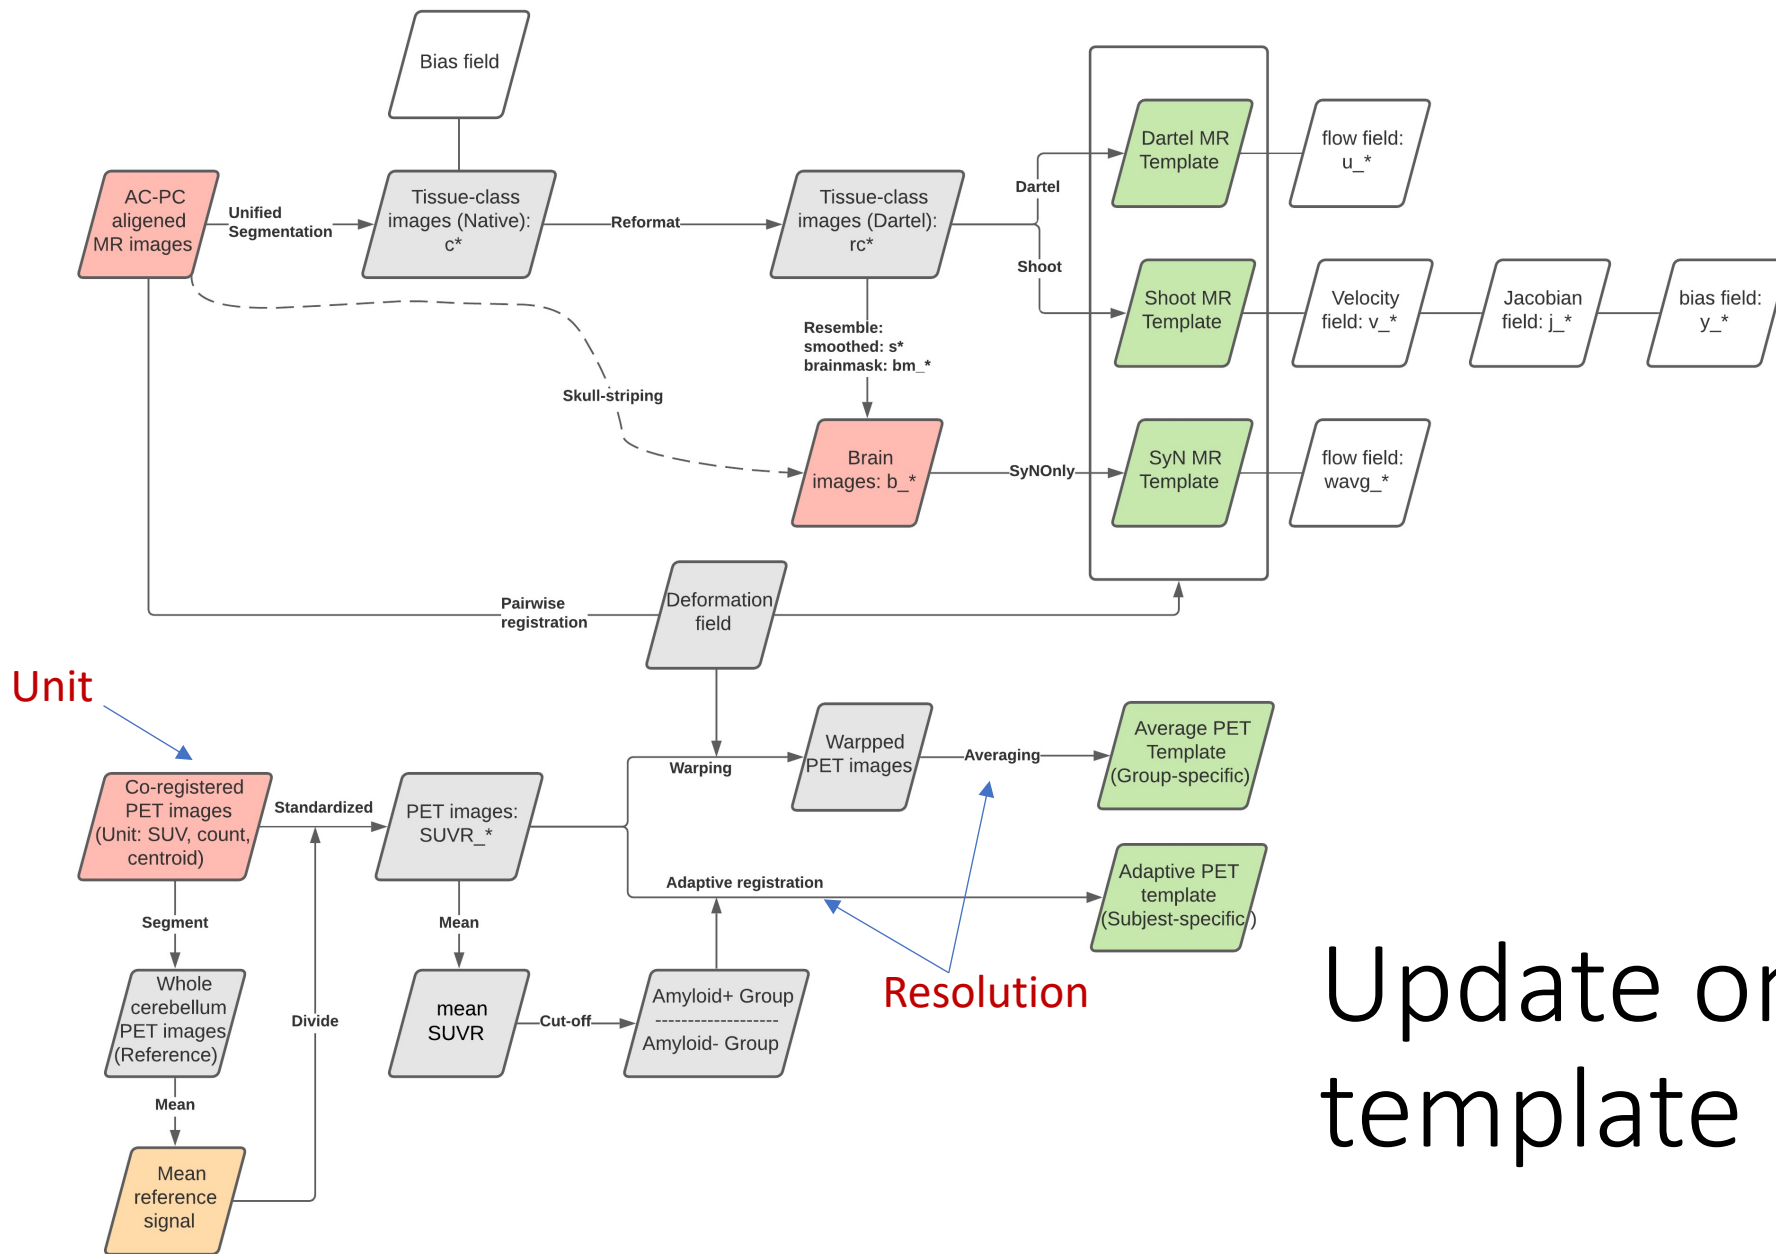 Bias field
AC-PC
aligened
MR images
Unified
Segmentation
Tissue-class
images (Native):
c*
Reformat
Tissue-class
images (Dartel):
rc*
Dartel
Shoot
Dartel MR
Template
flow field:
u_*
Shoot MR
Template
Velocity
field: v_*
Jacobian
field: j_*
bias field:
y_*
Resemble:
smoothed: s*
brainmask: bm_*
Skull-striping
Brain
images: b_*
SyNOnly
SyN MR
Template
flow field:
wavg_*
Pairwise
registration
Deformation
field
Unit
Co-registered
PET images
(Unit: SUV, count,
centroid)
Standardized
PET images:
SUVR_*
Warping
Warpped
PET images
Averaging
Average PET
Template
(Group-specific)
Adaptive registration
Adaptive PET
template
(Subjest-specific )
Segment
Mean
Whole
cerebellum
PET images
(Reference)
Divide
mean
SUVR
Cut-off
Amyloid+ Group
-------------------
Amyloid- Group
Resolution
Mean
Mean
reference
signal
Update
template